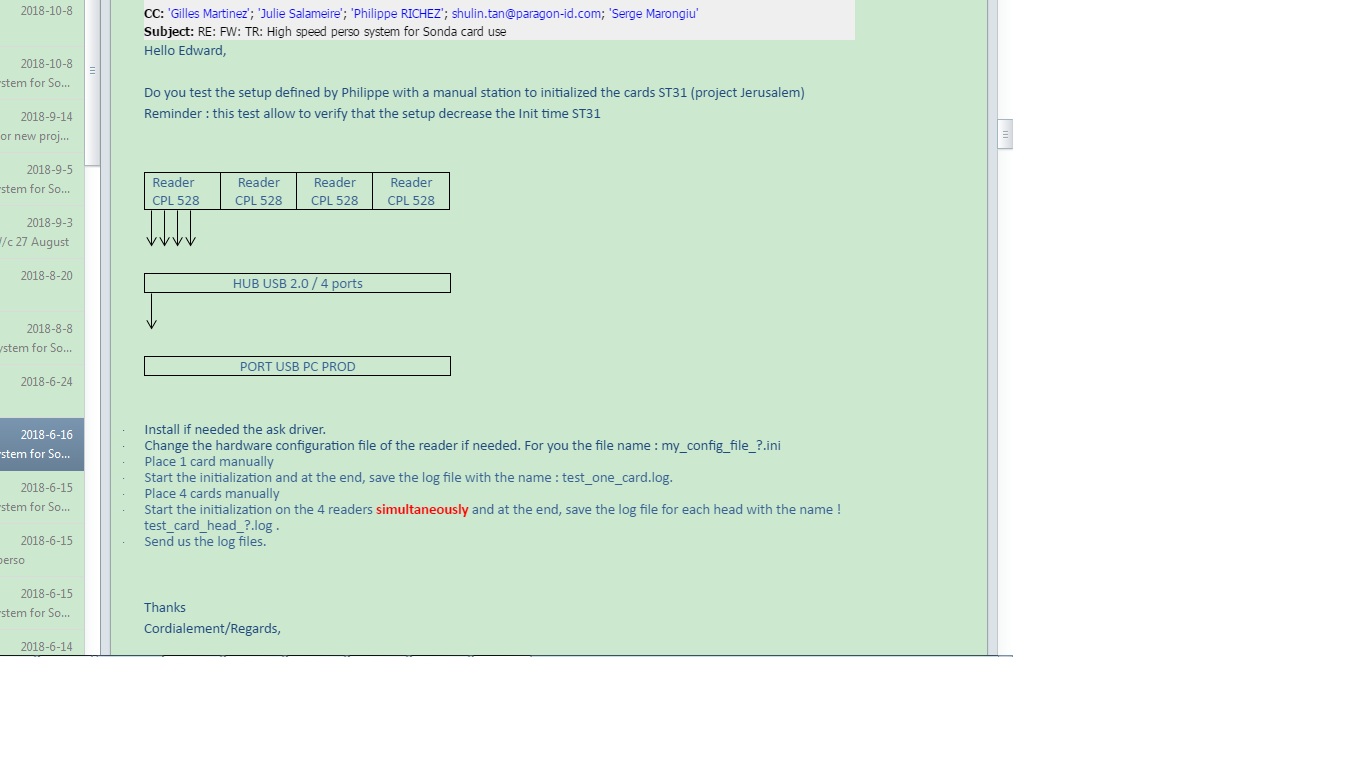 2018-10-8
2018-10-8
stem for So...
2018-9-14
or new proj...
2018-9-5
stem for So...
2018-9-3
/c 27 August
2018-8-20
2018-8-8
ystem for So...
2018-6-24
2018-6-16
stem for So...
2018-6-15
stem for So...
2018-6-15
perso
2018-6-15
stem for So...
2018-6-14
CC: 'Gilles Martinez'; 'Julie Salameire'; 'Philippe RICHEZ'; shulin.tan@paragon-id.com; 'Serge Marongiu'
Subject: RE: FW: TR: High speed perso system for Sonda card use
Hello Edward,
Do you test the setup defined by Philippe with a manual station to initialized the cards ST31 (project Jerusalem)
Reminder : this test allow to verify that the setup decrease the Init time ST31
Reader Reader Reader Reader
CPL 528 CPL 528 CPL 528 CPL 528
HUB USB 2.0 / 4 ports
PORT USB PC PROD
· Install if needed the ask driver.
· Change the hardware configuration file of the reader if needed. For you the file name : my_config_file_?.ini
· Place 1 card manually
· Start the initialization and at the end, save the log file with the name : test_one_card.log.
· Place 4 cards manually
· Start the initialization on the 4 readers simultaneously and at the end, save the log file for each head with the name !
test_card_head_?.log .
· Send us the log files.
Thanks
Cordialement/Regards,